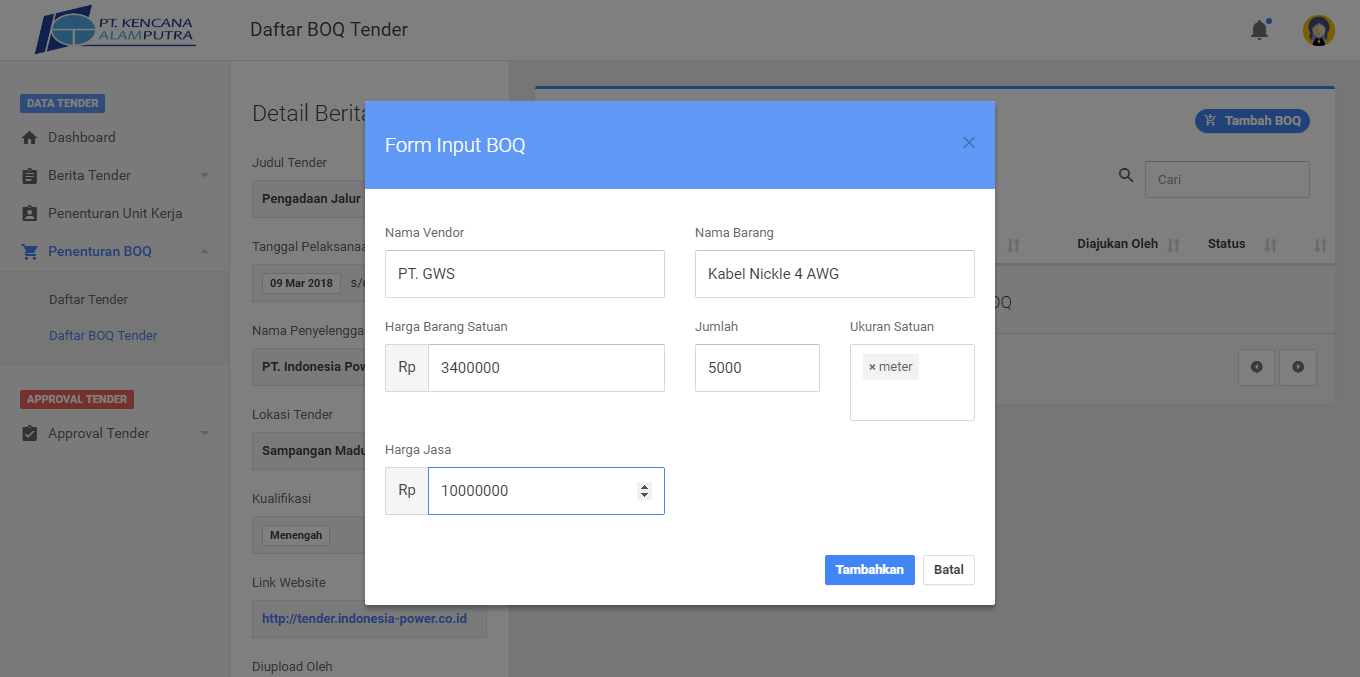 PT. KENCANA
ALAMPUTRA
Daftar BOQ Tender
DATA TENDER
Dashboard
Berita Tender
Penenturan Unit Kerja
Penenturan BOQ
Daftar Tender
Daftar BOQ Tender
APPROVAL TENDER
Approval Tender
Detail Berita
Judul Tender
Pengadaan Jalur
Tanggal Pelaksanaa
09 Mar 2018 s/
Nama Penyelengga
PT. Indonesia Pow
Lokasi Tender
Sampangan Madu
Kualifikasi
Menengah
Link Website
http://tender.indonesia-power.co.id
Diupload Oleh
Form Input BOQ
×
Nama Vendor
Nama Barang
PT. GWS
Kabel Nickle 4 AWG
Harga Barang Satuan
Jumlah
Ukuran Satuan
Rp 3400000
5000
× meter
Harga Jasa
Rp 10000000
Tambahkan
Batal
Tambah BOQ
Cari
Diajukan Oleh
Status
OQ